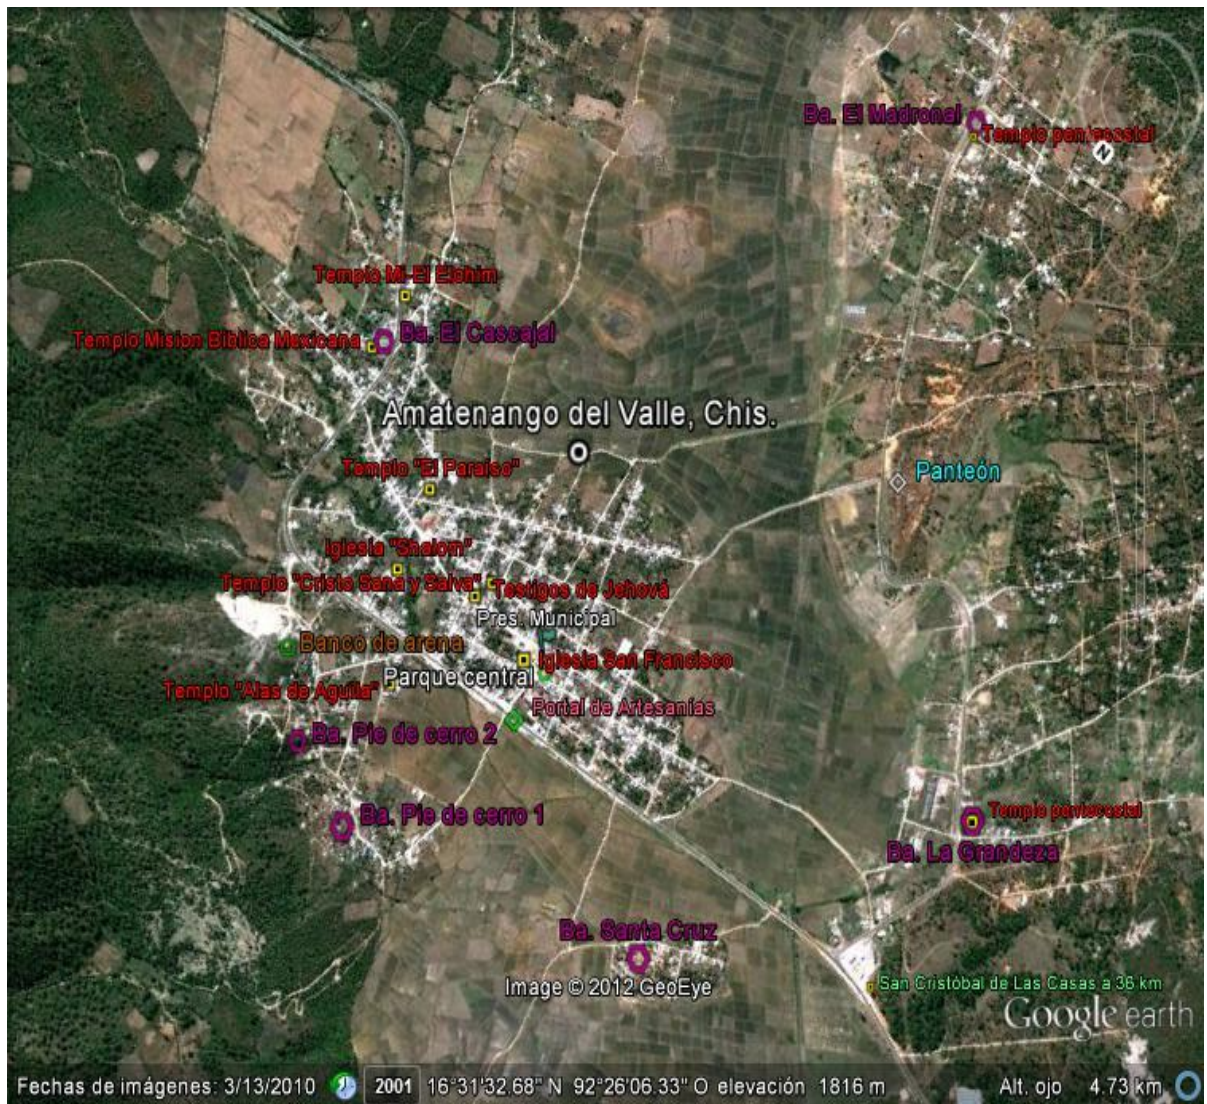 Ba. El Madronal
Templo pentecostal
N
Templo Mi-El Elohim
Ba. El Cascajal
Templo Mision Biblica Mexicana
Amatenango del Valle, Chis.
Templo "El Paraiso"
Panteón
Iglesia "Shalom"
Templo "Cristo Sana y Salva"
Testigos de Jehová
Pres. Municipal
Banco de arena
Iglesia San Francisco
Parque central
Templo "Alas de Aguila"
Portal de Artesanías
Ba. Pie de cerro 2
Ba. Pie de cerro 1
Templo pentecostal
Ba. La Grandeza
Ba. Santa Cruz
San Cristóbal de Las Casas a 36 km
Image © 2012 GeoEye
Google earth
Fechas de imágenes: 3/13/2010 2001 16°31'32.68" N 92°26'06.33" O elevación 1816 m Alt. ojo 4.73 km